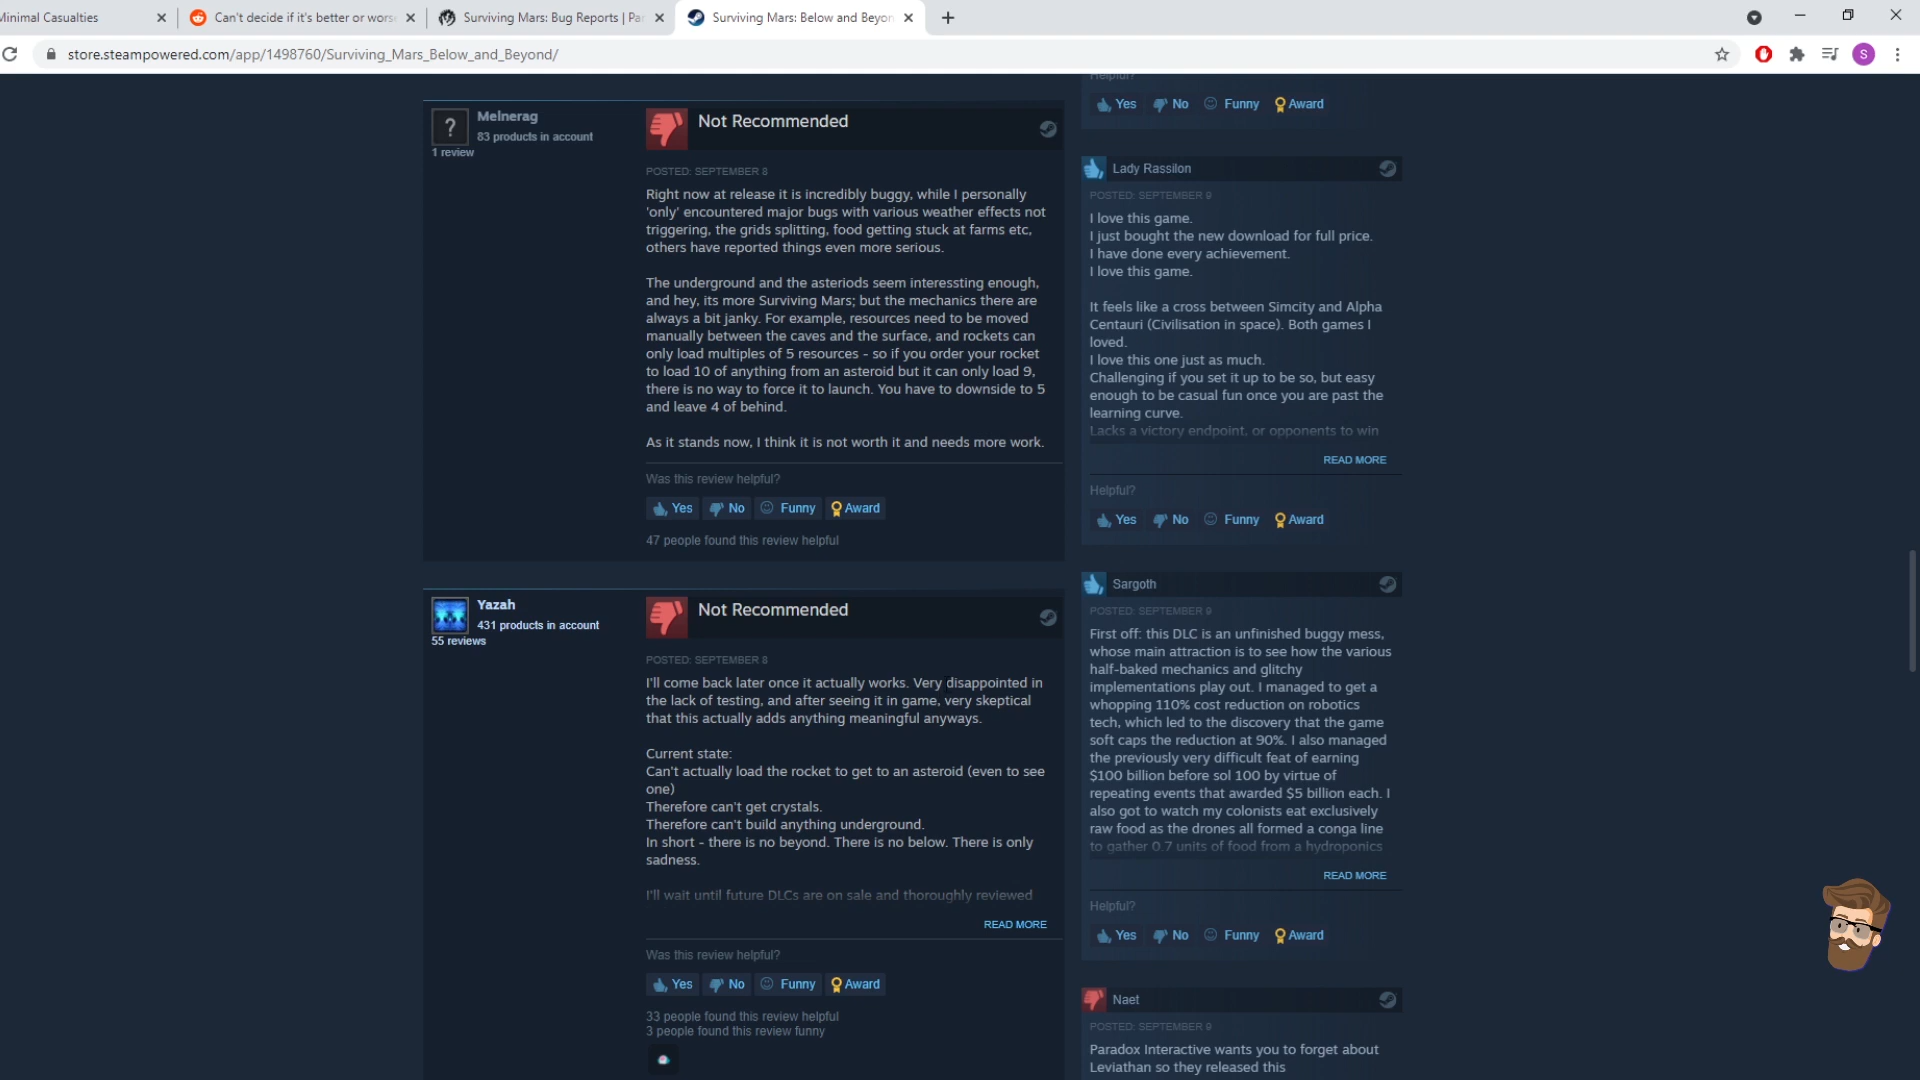 Minimal Casualties
Can't decide if it's better or worse
Surviving Mars: Bug Reports | Pa
Surviving Mars: Below and Beyon
store.steampowered.com/app/1498760/Surviving_Mars_Below_and_Beyond/
S
Melnerag
83 products in account
1 review
Not Recommended
POSTED: SEPTEMBER 8
Right now at release it is incredibly buggy, while I personally
'only' encountered major bugs with various weather effects not
triggering, the grids splitting, food getting stuck at farms etc,
others have reported things even more serious.
The underground and the asteriods seem interessting enough,
and hey, its more Surviving Mars; but the mechanics there are
always a bit janky. For example, resources need to be moved
manually between the caves and the surface, and rockets can
only load multiples of 5 resources - so if you order your rocket
to load 10 of anything from an asteroid but it can only load 9,
there is no way to force it to launch. You have to downside to 5
and leave 4 of behind.
As it stands now, I think it is not worth it and needs more work.
Was this review helpful?
Yes No Funny Award
47 people found this review helpful
Yazah
431 products in account
55 reviews
Not Recommended
POSTED: SEPTEMBER 8
I'll come back later once it actually works. Very disappointed in
the lack of testing, and after seeing it in game, very skeptical
that this actually adds anything meaningful anyways.
Current state:
Can't actually load the rocket to get to an asteroid (even to see
one)
Therefore can't get crystals.
Therefore can't build anything underground.
In short - there is no beyond. There is no below. There is only
sadness.
I'll wait until future DLCs are on sale and thoroughly reviewed
READ MORE
Was this review helpful?
Yes No Funny Award
33 people found this review helpful
3 people found this review funny
Helpful?
Yes No Funny Award
Lady Rassilon
POSTED: SEPTEMBER 9
I love this game.
I just bought the new download for full price.
I have done every achievement.
I love this game.
It feels like a cross between Simcity and Alpha
Centauri (Civilisation in space). Both games I
loved.
I love this one just as much.
Challenging if you set it up to be so, but easy
enough to be casual fun once you are past the
learning curve.
Lacks a victory endpoint, or opponents to win
READ MORE
Helpful?
Yes No Funny Award
Sargoth
POSTED: SEPTEMBER 9
First off: this DLC is an unfinished buggy mess,
whose main attraction is to see how the various
half-baked mechanics and glitchy
implementations play out. I managed to get a
whopping 110% cost reduction on robotics
tech, which led to the discovery that the game
soft caps the reduction at 90%. I also managed
the previously very difficult feat of earning
$100 billion before sol 100 by virtue of
repeating events that awarded $5 billion each. I
also got to watch my colonists eat exclusively
raw food as the drones all formed a conga line
to gather 0.7 units of food from a hydroponics
READ MORE
Helpful?
Yes No Funny Award
Naet
POSTED: SEPTEMBER 9
Paradox Interactive wants you to forget about
Leviathan so they released this